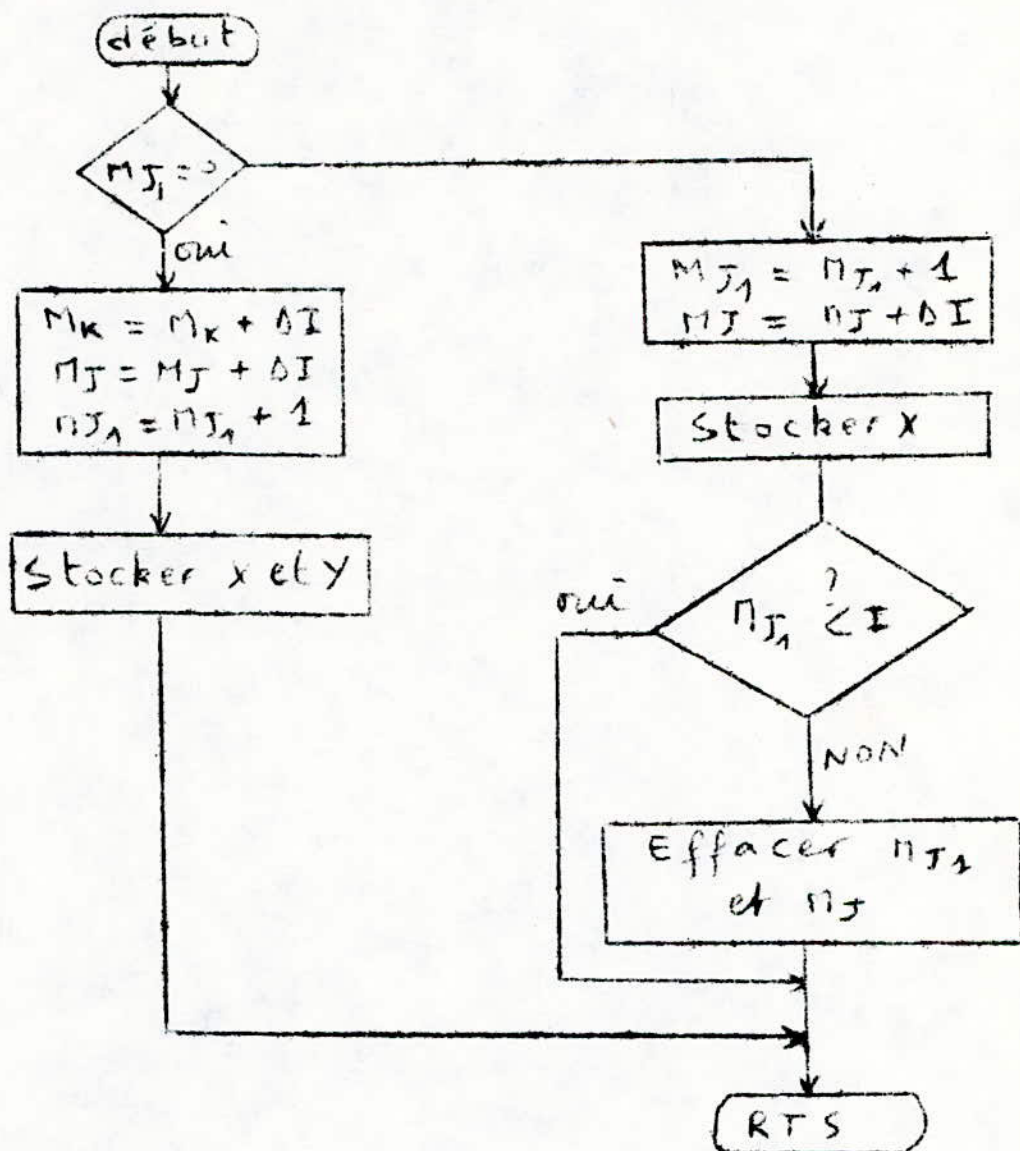 début
MJ₁ = 0
oui
MK = MK + ΔI
MJ = MJ + ΔI
MJ₁ = MJ₁ + 1
Stocker X et Y
MJ₁ = MJ₁ + 1
MJ = MJ + ΔI
Stocker X
?
MJ₁ < I
oui
NON
Effacer MJ₁
et MJ
RTS